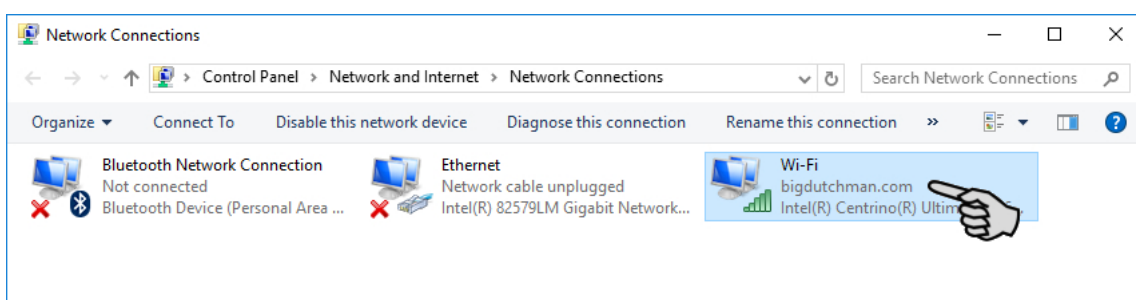 Network Connections
Control Panel > Network and Internet > Network Connections
Search Network Connections
Organize Connect To Disable this network device Diagnose this connection Rename this connection »
Bluetooth Network Connection
Not connected
Bluetooth Device (Personal Area ...
Ethernet
Network cable unplugged
Intel(R) 82579LM Gigabit Network...
Wi-Fi
bigdutchman.com
Intel(R) Centrino(R)